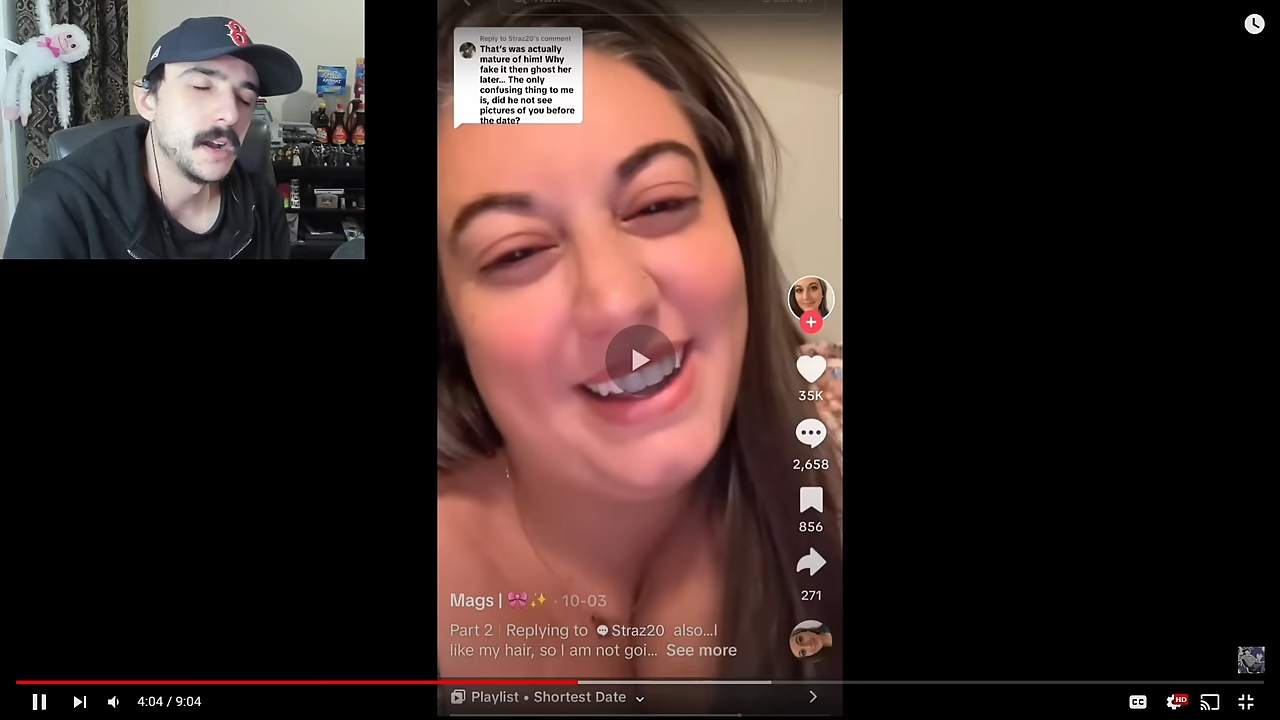 Reply to Straz20's comment
That's was actually
mature of him! Why
fake it then ghost her
later... The only
confusing thing to me
is, did he not see
pictures of you before
the date?
35K
2,658
856
271
Mags | 🎀✨ · 10-03
Part 2 | Replying to 💬Straz20 also...I
like my hair, so I am not goi... See more
Playlist • Shortest Date
4:04 / 9:04
CC
HD